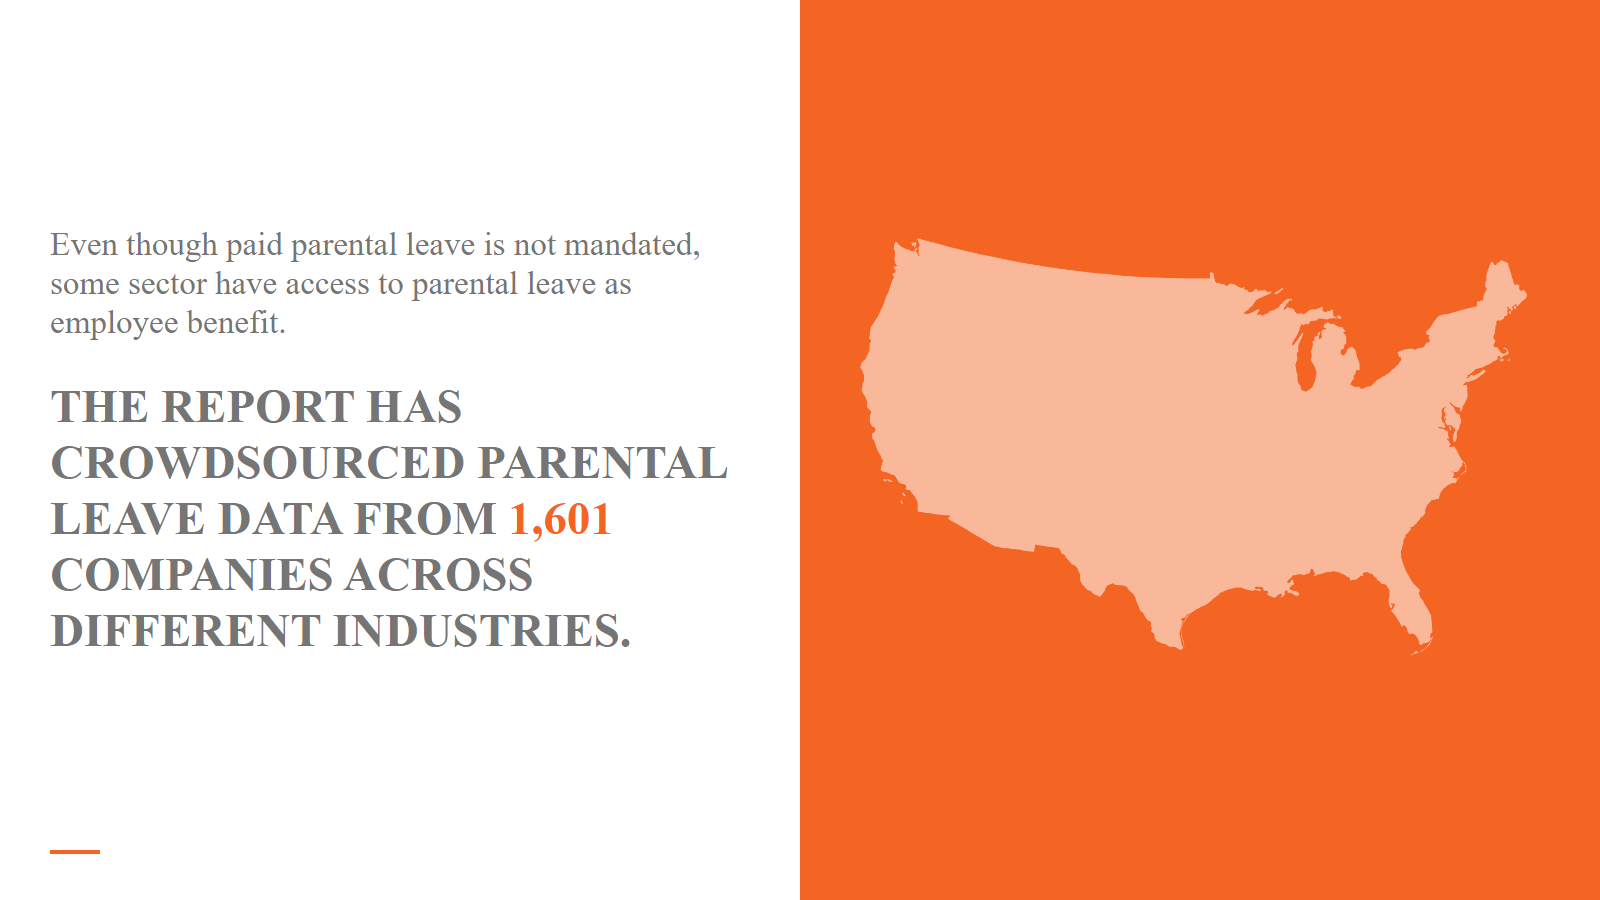 Even though paid parental leave is not mandated,
some sector have access to parental leave as
employee benefit.
THE REPORT HAS
CROWDSOURCED PARENTAL
LEAVE DATA FROM 1,601
COMPANIES ACROSS
DIFFERENT INDUSTRIES.